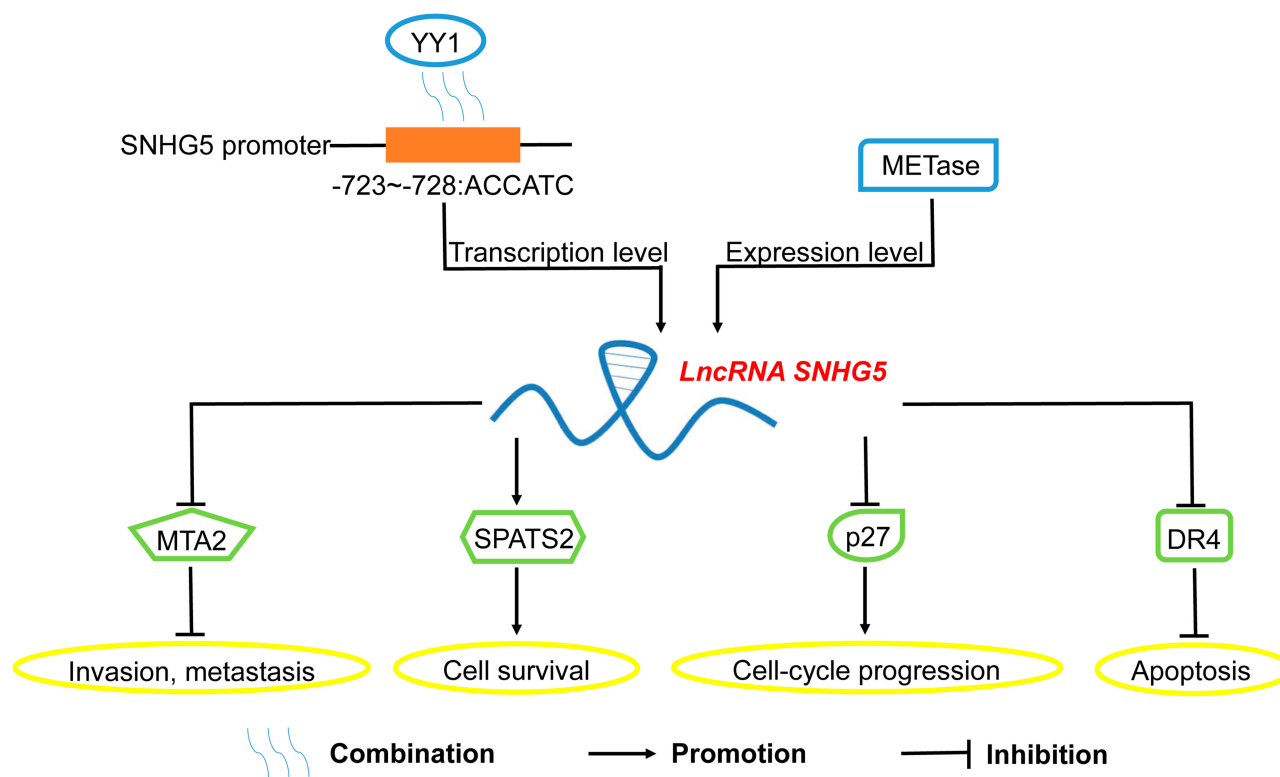 YY1
SNHG5 promoter
-723~-728:ACCATC
METase
Transcription level
Expression level
LncRNA SNHG5
MTA2
SPATS2
p27
DR4
Invasion, metastasis
Cell survival
Cell-cycle progression
Apoptosis
Combination
Promotion
Inhibition